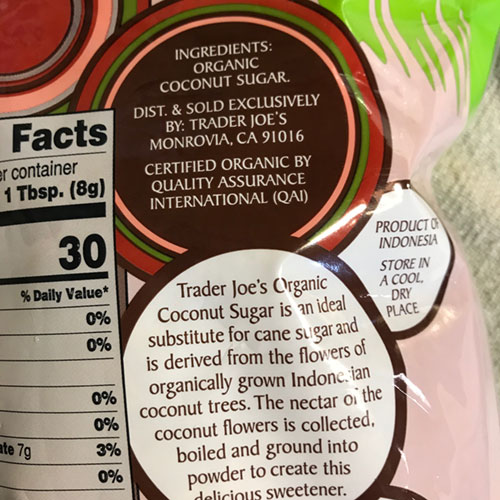 INGREDIENTS:
ORGANIC
COCONUT SUGAR.
DIST. & SOLD EXCLUSIVELY
BY: TRADER JOE'S
MONROVIA, CA 91016
CERTIFIED ORGANIC BY
QUALITY ASSURANCE
INTERNATIONAL (QAI)
Facts
container
1 Tbsp. (8g)
30
% Daily Value*
0%
0%
0%
0%
7g 3%
0%
PRODUCT OF
INDONESIA
STORE IN
A COOL,
DRY
PLACE
Trader Joe's Organic
Coconut Sugar is an ideal
substitute for cane sugar and
is derived from the flowers of
organically grown Indonesian
coconut trees. The nectar of the
coconut flowers is collected,
boiled and ground into
powder to create this
delicious sweetener.